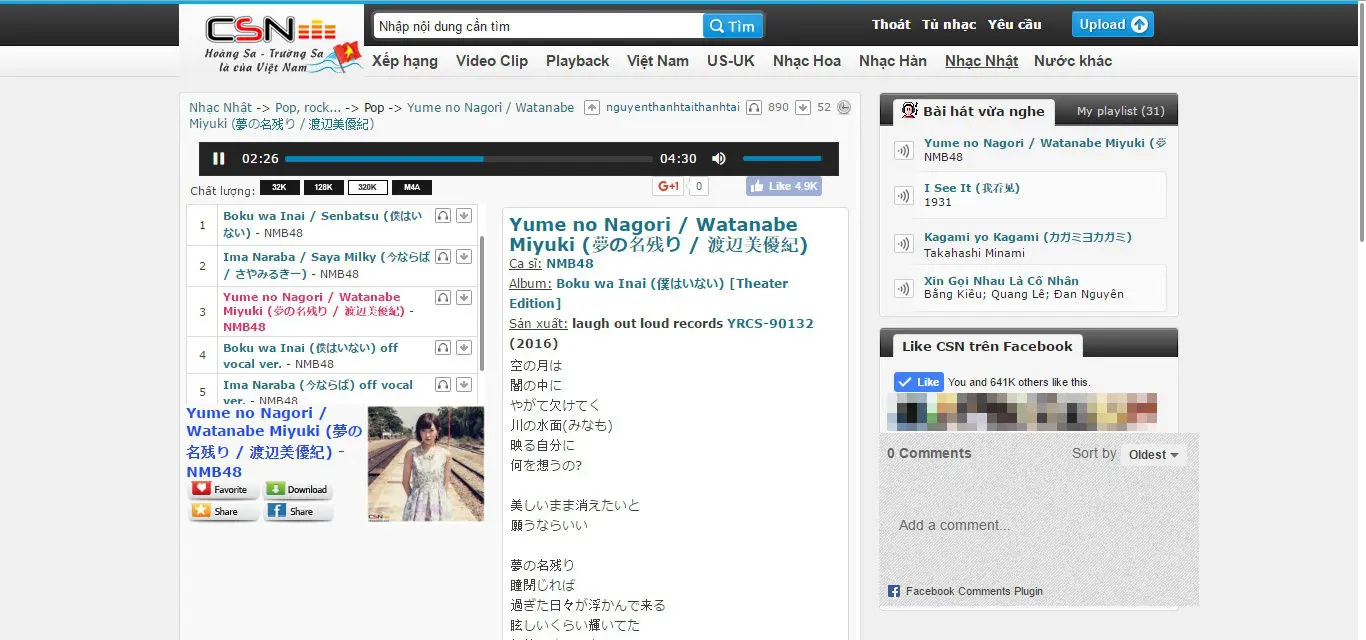 CSN
Hoàng Sa - Trường Sa
là của Việt Nam
Nhập nội dung cần tìm
Tìm
Thoát Tủ nhạc Yêu cầu
Upload
Xếp hạng Video Clip Playback Việt Nam US-UK Nhạc Hoa Nhạc Hàn Nhạc Nhật Nước khác
Nhạc Nhật -> Pop, rock... -> Pop -> Yume no Nagori / Watanabe
Miyuki (夢の名残り / 渡辺美優紀)
nguyenthanhtaithanhtai 890 52
02:26 04:30
Chất lượng: 32K 128K 320K M4A
G+1 0
Like 4.9K
1
Boku wa Inai / Senbatsu (僕はい
ない) - NMB48
2
Ima Naraba / Saya Milky (今ならば
/ さやみるきー) - NMB48
3
Yume no Nagori / Watanabe
Miyuki (夢の名残り / 渡辺美優紀) -
NMB48
4
Boku wa Inai (僕はいない) off
vocal ver. - NMB48
5
Ima Naraba (今ならば) off vocal
ver. - NMB48
Yume no Nagori /
Watanabe Miyuki (夢の
名残り / 渡辺美優紀) -
NMB48
Favorite Download
Share Share
CSN
Yume no Nagori / Watanabe
Miyuki (夢の名残り / 渡辺美優紀)
Ca sĩ: NMB48
Album: Boku wa Inai (僕はいない) [Theater
Edition]
Sản xuất: laugh out loud records YRCS-90132
(2016)
空の月は
闇の中に
やがて欠けてく
川の水面(みなも)
映る自分に
何を想うの?
美しいまま消えたいと
願うならいい
夢の名残り
瞳閉じれば
過ぎた日々が浮かんで来る
眩しいくらい輝いてた
Bài hát vừa nghe
My playlist (31)
Yume no Nagori / Watanabe Miyuki (夢
NMB48
I See It (我看见)
1931
Kagami yo Kagami (カガミヨカガミ)
Takahashi Minami
Xin Gọi Nhau Là Cố Nhân
Bằng Kiều; Quang Lê; Đan Nguyên
Like CSN trên Facebook
Like You and 641K others like this.
0 Comments
Sort by Oldest
Add a comment...
Facebook Comments Plugin